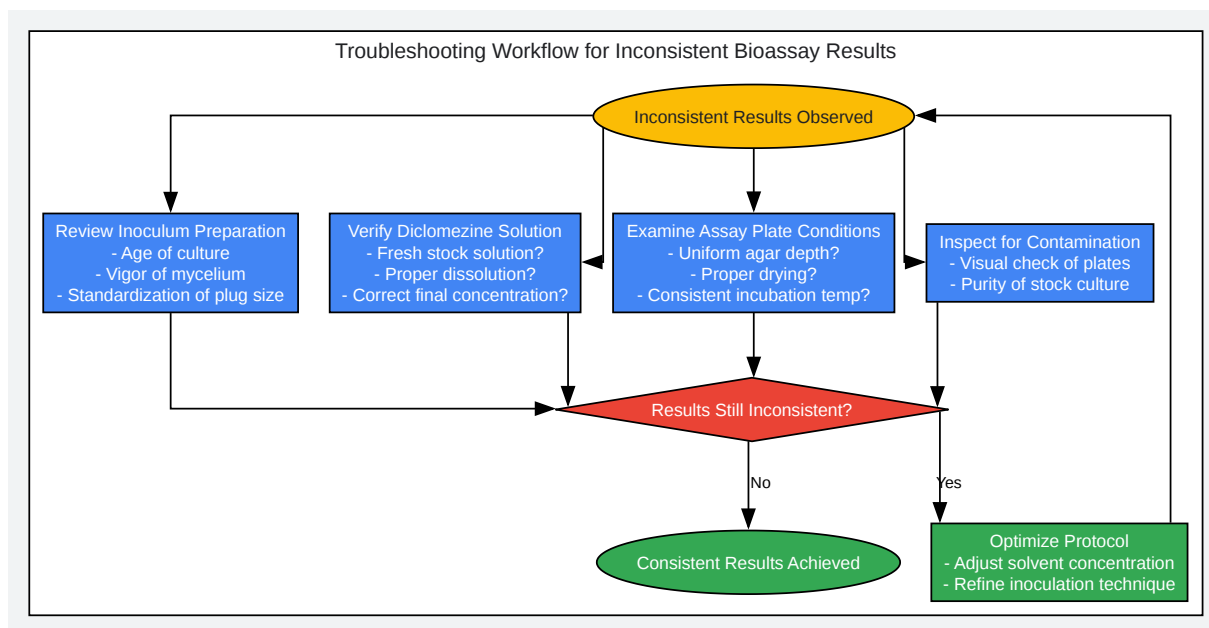 Troubleshooting Workflow for Inconsistent Bioassay Results
Inconsistent Results Observed
Review Inoculum Preparation
- Age of culture
- Vigor of mycelium
- Standardization of plug size
Verify Diclomezine Solution
- Fresh stock solution?
- Proper dissolution?
- Correct final concentration?
Examine Assay Plate Conditions
- Uniform agar depth?
- Proper drying?
- Consistent incubation temp?
Inspect for Contamination
- Visual check of plates
- Purity of stock culture
Results Still Inconsistent?
No
Yes
Consistent Results Achieved
Optimize Protocol
- Adjust solvent concentration
- Refine inoculation technique